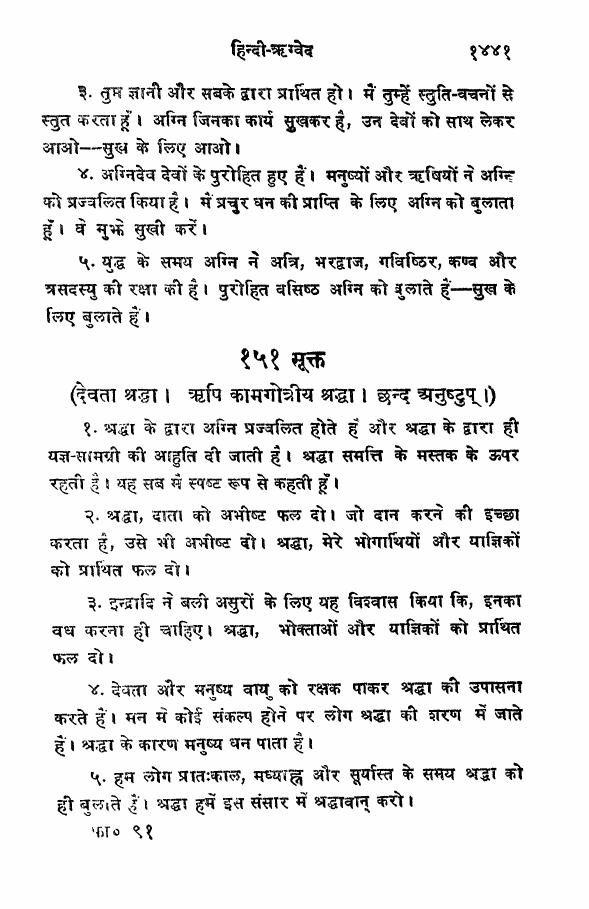 हिन्दी-ऋग्वेद १४४१
३. तुम ज्ञानी और सबके द्वारा प्रार्थित हो। मैं तुम्हें स्तुति-वचनों से
स्तुत करता हूँ। अग्नि जिनका कार्य सुखकर है, उन देवों को साथ लेकर
आओ--सुख के लिए आओ।
४. अग्निदेव देवों के पुरोहित हुए हैं। मनुष्यों और ऋषियों ने अग्नि
को प्रज्वलित किया है। मैं प्रचुर धन की प्राप्ति के लिए अग्नि को बुलाता
हूँ। वे मुझे सुखी करें।
५. युद्ध के समय अग्नि ने अत्रि, भरद्वाज, गविष्ठिर, कण्व और
त्रसदस्यु की रक्षा की है। पुरोहित वसिष्ठ अग्नि को बुलाते हैं--सुख के
लिए बुलाते हैं।
१५१ सूक्त
(देवता श्रद्धा। ऋषि कामगोत्रीय श्रद्धा। छन्द अनुष्टुप्।)
१. श्रद्धा के द्वारा अग्नि प्रज्वलित होते हैं और श्रद्धा के द्वारा ही
यज्ञ-सामग्री की आहुति दी जाती है। श्रद्धा सम्पत्ति के मस्तक के ऊपर
रहती है। यह सब मैं स्पष्ट रूप से कहती हूँ।
२. श्रद्धा, दाता को अभीष्ट फल दो। जो दान करने की इच्छा
करता है, उसे भी अभीष्ट दो। श्रद्धा, मेरे भोगार्थियों और याज्ञिकों
को प्रार्थित फल दो।
३. इन्द्रादि ने बली असुरों के लिए यह विश्वास किया कि, इनका
वध करना ही चाहिए। श्रद्धा, भोक्ताओं और याज्ञिकों को प्रार्थित
फल दो।
४. देवता और मनुष्य वायु को रक्षक पाकर श्रद्धा की उपासना
करते हैं। मन में कोई संकल्प होने पर लोग श्रद्धा की शरण में जाते
हैं। श्रद्धा के कारण मनुष्य धन पाता है।
५. हम लोग प्रातःकाल, मध्याह्न और सूर्यास्त के समय श्रद्धा को
ही बुलाते हैं। श्रद्धा हमें इस संसार में श्रद्धावान् करो।
फा० ९१